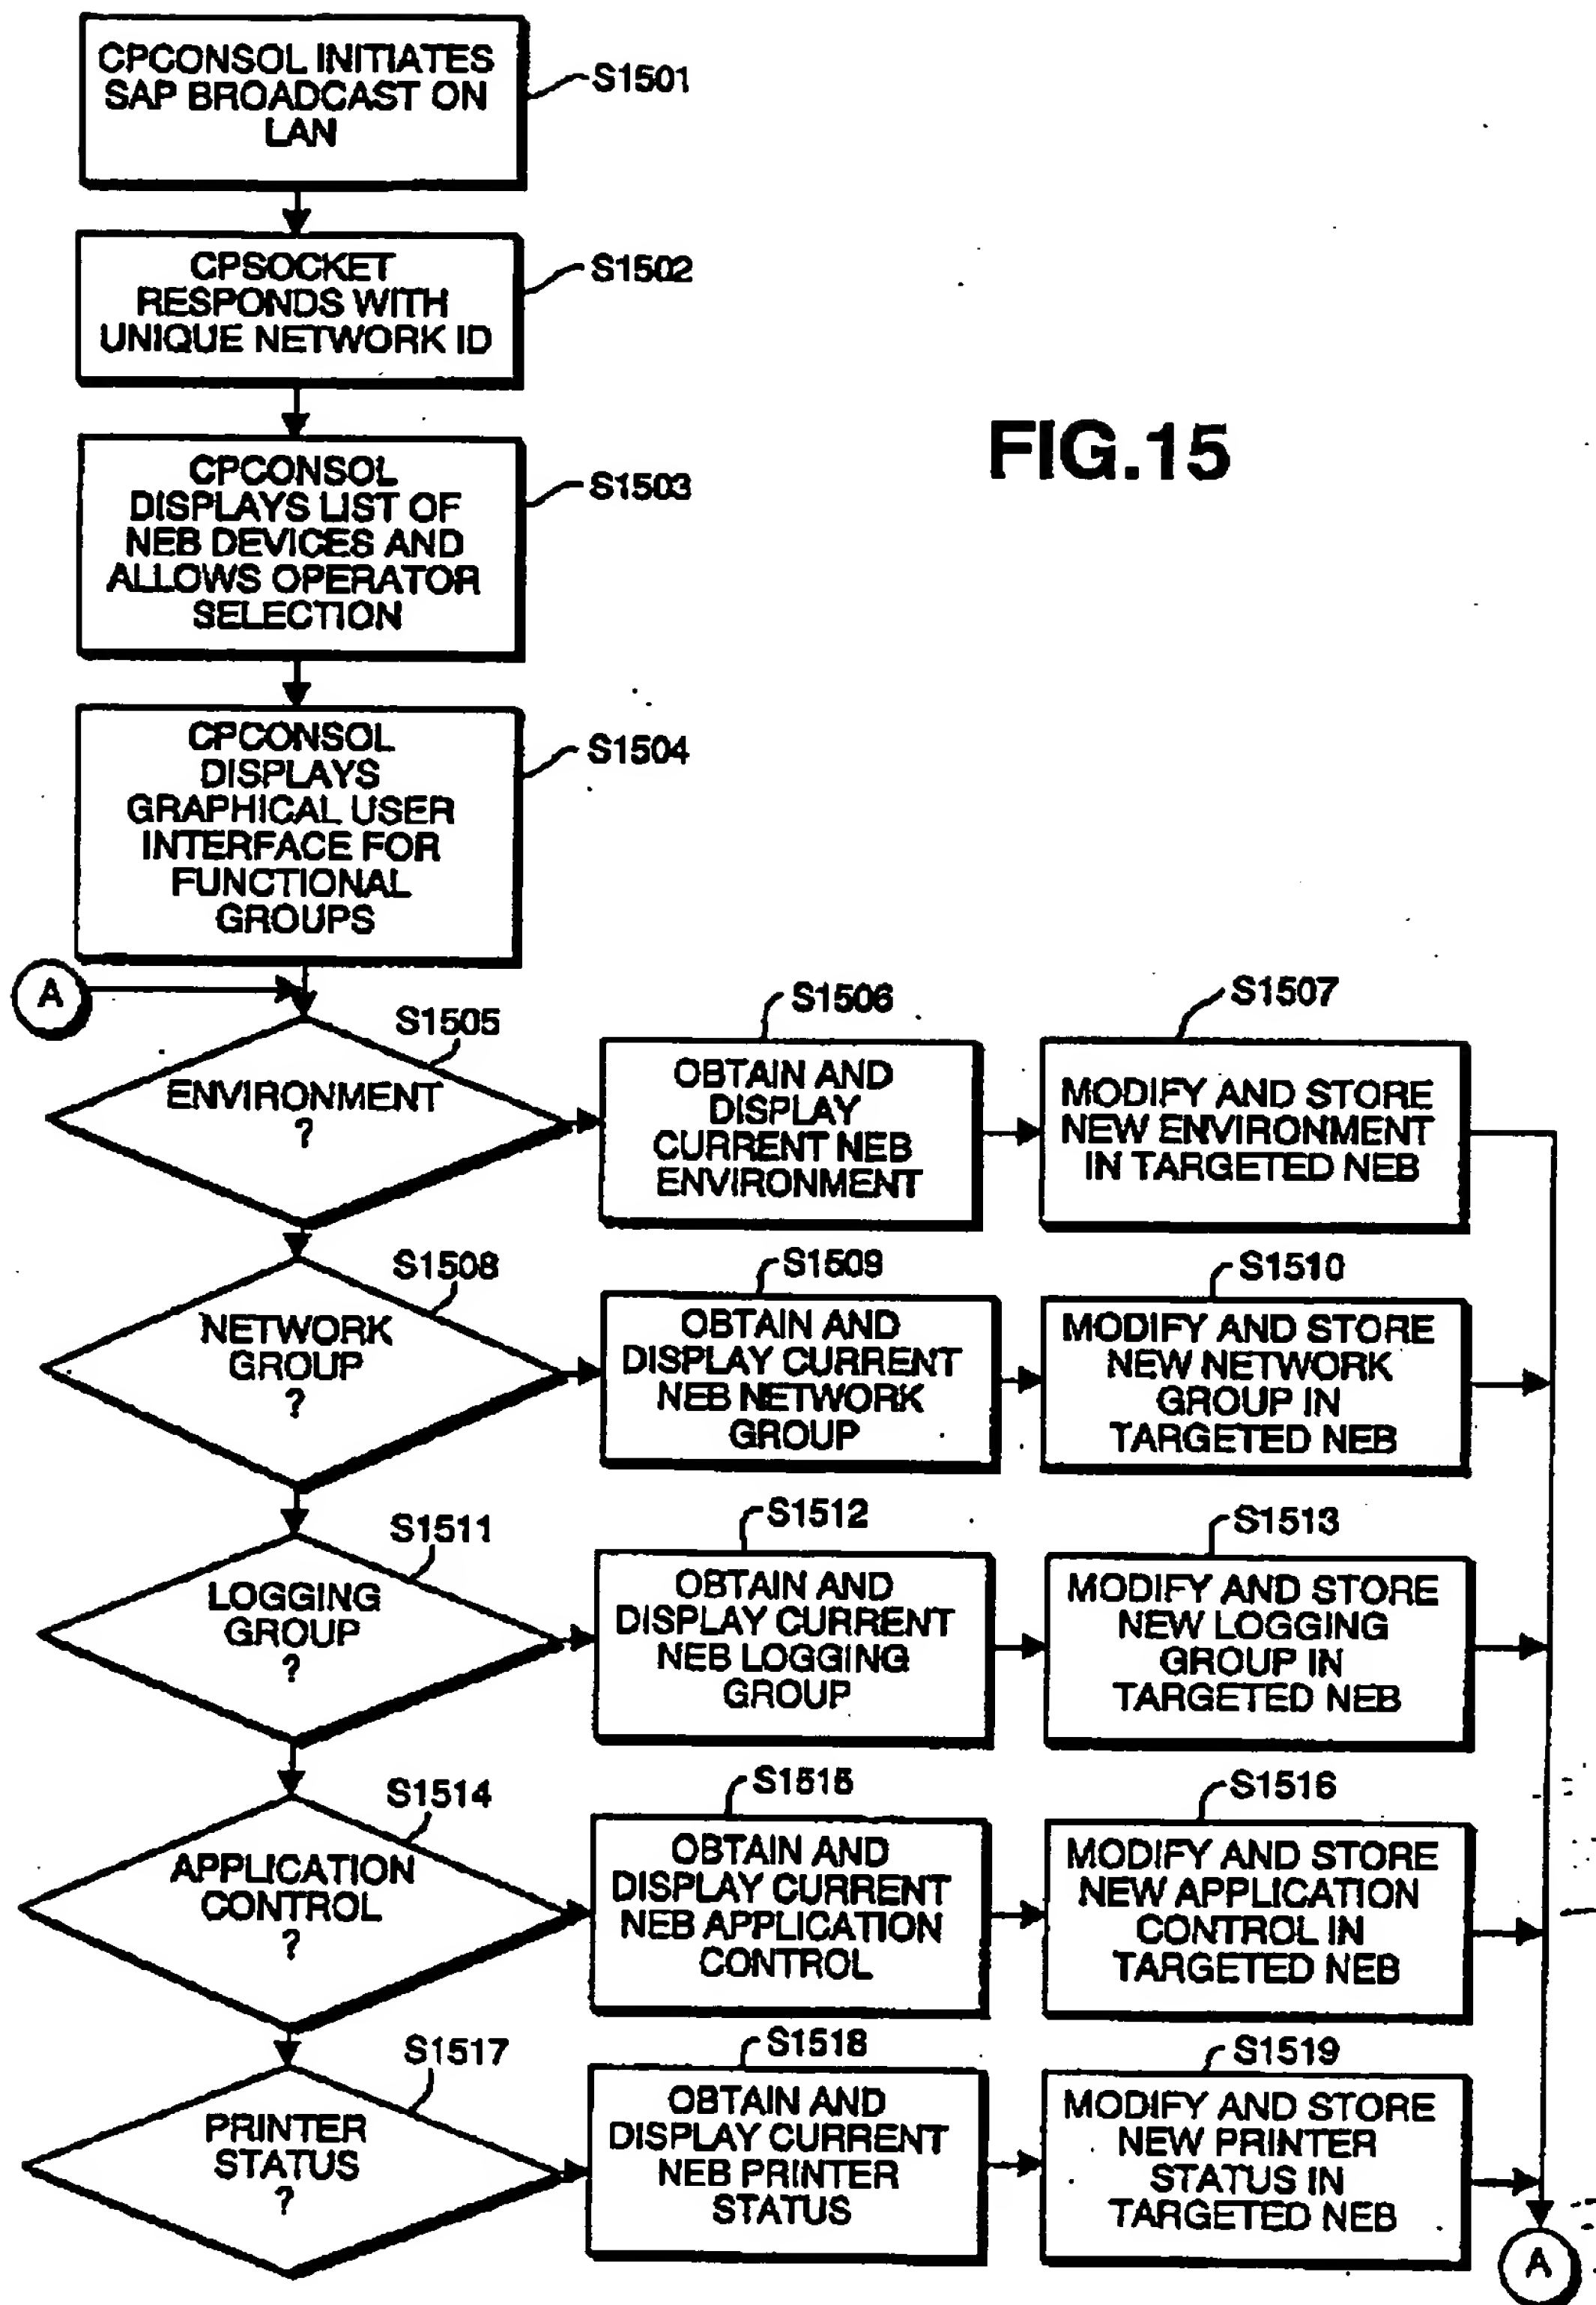 CPCONSOL INITIATES
SAP BROADCAST ON
LAN
S1501
CPSOCKET
RESPONDS WITH
UNIQUE NETWORK ID
S1502
CPCONSOL
DISPLAYS LIST OF
NEB DEVICES AND
ALLOWS OPERATOR
SELECTION
S1503
FIG.15
CPCONSOL
DISPLAYS
GRAPHICAL USER
INTERFACE FOR
FUNCTIONAL
GROUPS
S1504
A
ENVIRONMENT
?
S1505
OBTAIN AND
DISPLAY
CURRENT NEB
ENVIRONMENT
S1506
MODIFY AND STORE
NEW ENVIRONMENT
IN TARGETED NEB
S1507
NETWORK
GROUP
?
S1508
OBTAIN AND
DISPLAY CURRENT
NEB NETWORK
GROUP
S1509
MODIFY AND STORE
NEW NETWORK
GROUP IN
TARGETED NEB
S1510
LOGGING
GROUP
?
S1511
OBTAIN AND
DISPLAY CURRENT
NEB LOGGING
GROUP
S1512
MODIFY AND STORE
NEW LOGGING
GROUP IN
TARGETED NEB
S1513
APPLICATION
CONTROL
?
S1514
OBTAIN AND
DISPLAY CURRENT
NEB APPLICATION
CONTROL
S1515
MODIFY AND STORE
NEW APPLICATION
CONTROL IN
TARGETED NEB
S1516
PRINTER
STATUS
?
S1517
OBTAIN AND
DISPLAY CURRENT
NEB PRINTER
STATUS
S1518
MODIFY AND STORE
NEW PRINTER
STATUS IN
TARGETED NEB
S1519
A